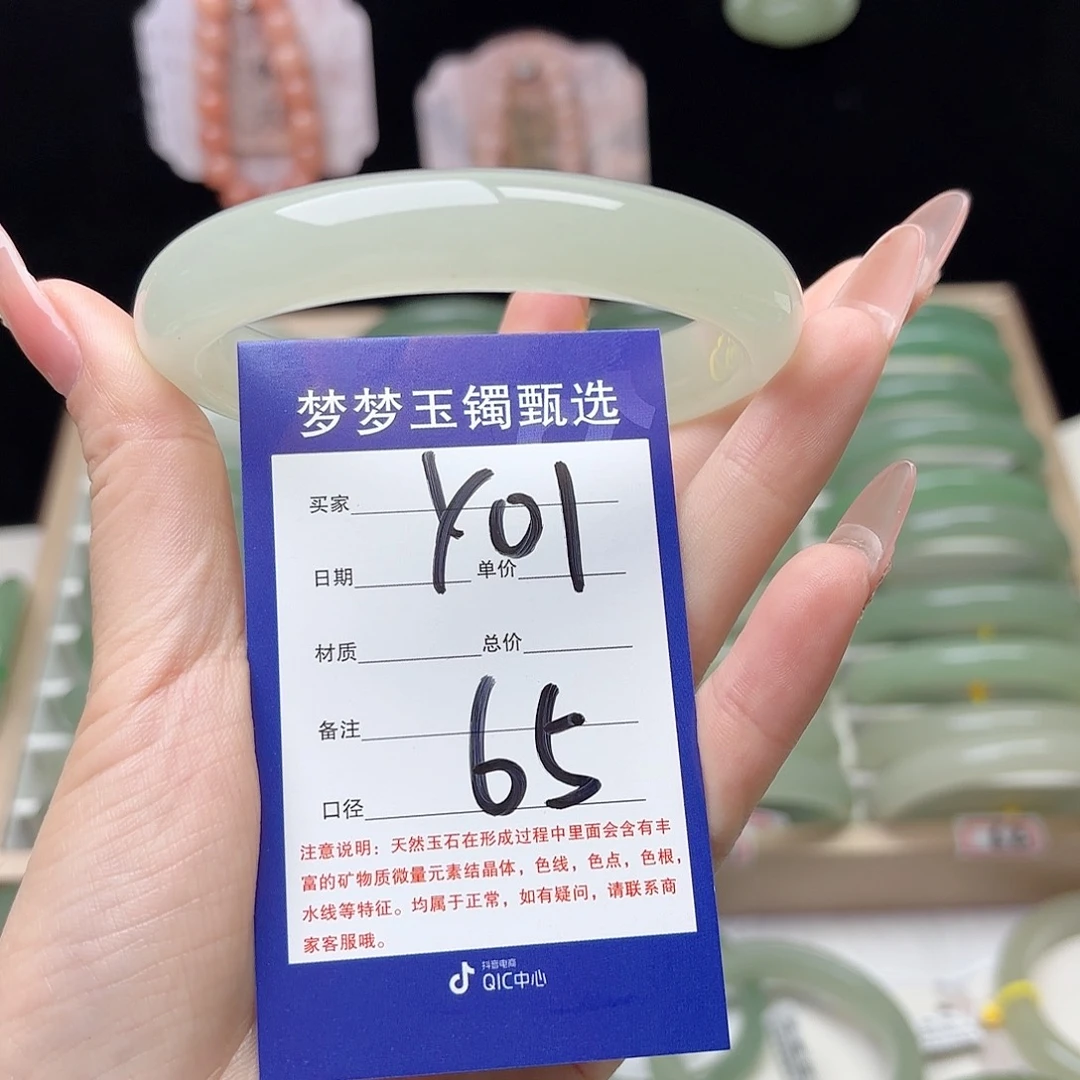 梦梦玉镯甄选
买家
Y01
日期 单价
材质 总价
备注
口径 65
注意说明：天然玉石在形成过程中里面会含有丰
富的矿物质微量元素结晶体，色线，色点，色根，
水线等特征。均属于正常，如有疑问，请联系商
家客服哦。
抖音电商
QIC中心